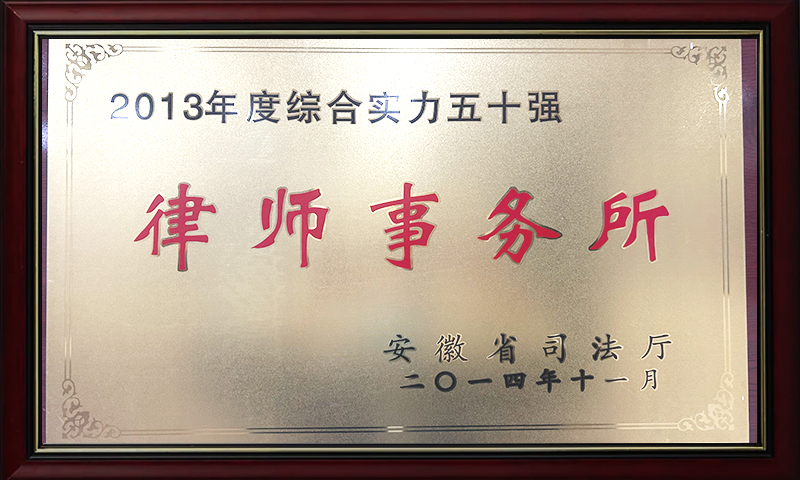 2013年度综合实力五十强
律师事务所
安徽省司法厅
二〇一四年十一月